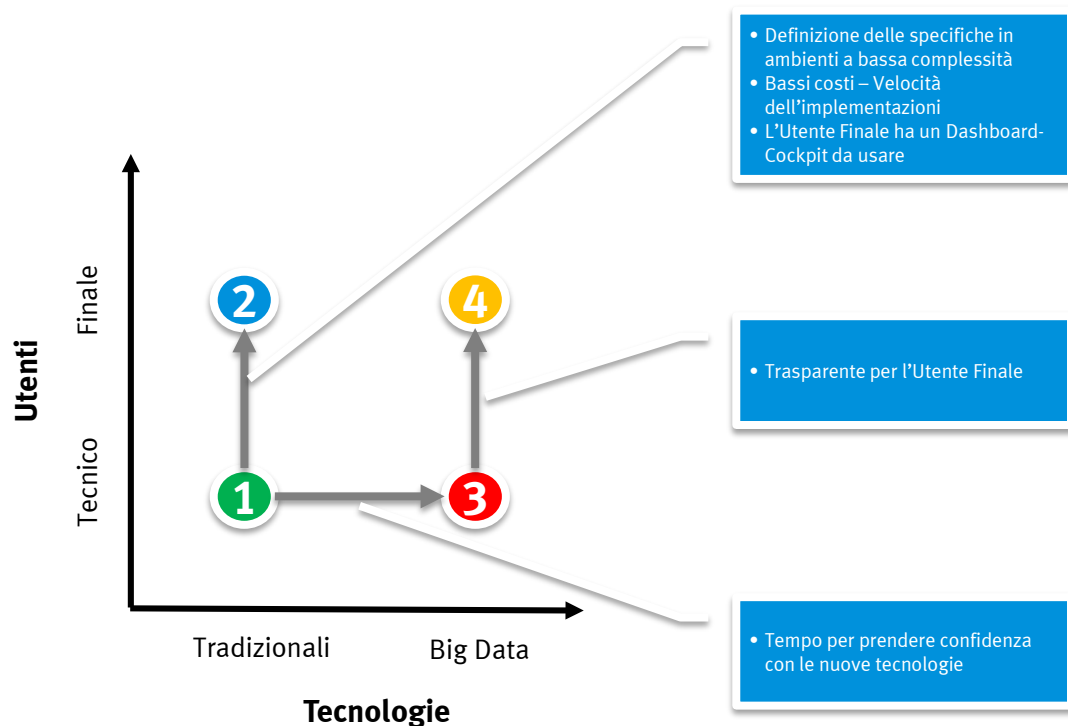 • Definizione delle specifiche in
ambienti a bassa complessità
• Bassi costi – Velocità
dell'implementazioni
• L'Utente Finale ha un Dashboard-
Cockpit da usare
Utenti
Finale
Tecnico
2
4
1
3
• Trasparente per l'Utente Finale
• Tempo per prendere confidenza
con le nuove tecnologie
Tradizionali
Big Data
Tecnologie